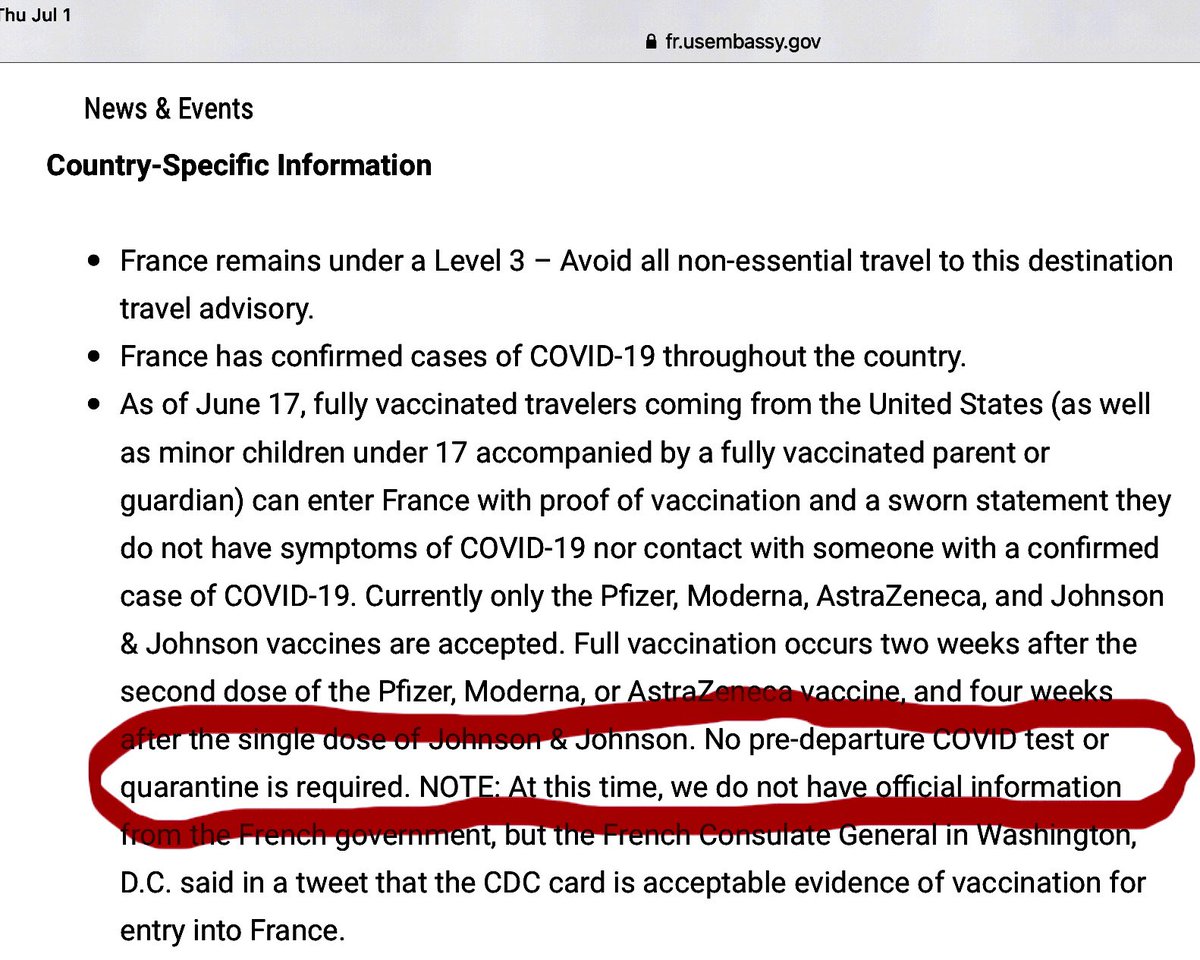 Thu Jul 1
fr.usembassy.gov
News & Events
Country-Specific Information
• France remains under a Level 3 – Avoid all non-essential travel to this destination
travel advisory.
• France has confirmed cases of COVID-19 throughout the country.
• As of June 17, fully vaccinated travelers coming from the United States (as well
as minor children under 17 accompanied by a fully vaccinated parent or
guardian) can enter France with proof of vaccination and a sworn statement they
do not have symptoms of COVID-19 nor contact with someone with a confirmed
case of COVID-19. Currently only the Pfizer, Moderna, AstraZeneca, and Johnson
& Johnson vaccines are accepted. Full vaccination occurs two weeks after the
second dose of the Pfizer, Moderna, or AstraZeneca vaccine, and four weeks
after the single dose of Johnson & Johnson. No pre-departure COVID test or
quarantine is required. NOTE: At this time, we do not have official information
from the French government, but the French Consulate General in Washington,
D.C. said in a tweet that the CDC card is acceptable evidence of vaccination for
entry into France.